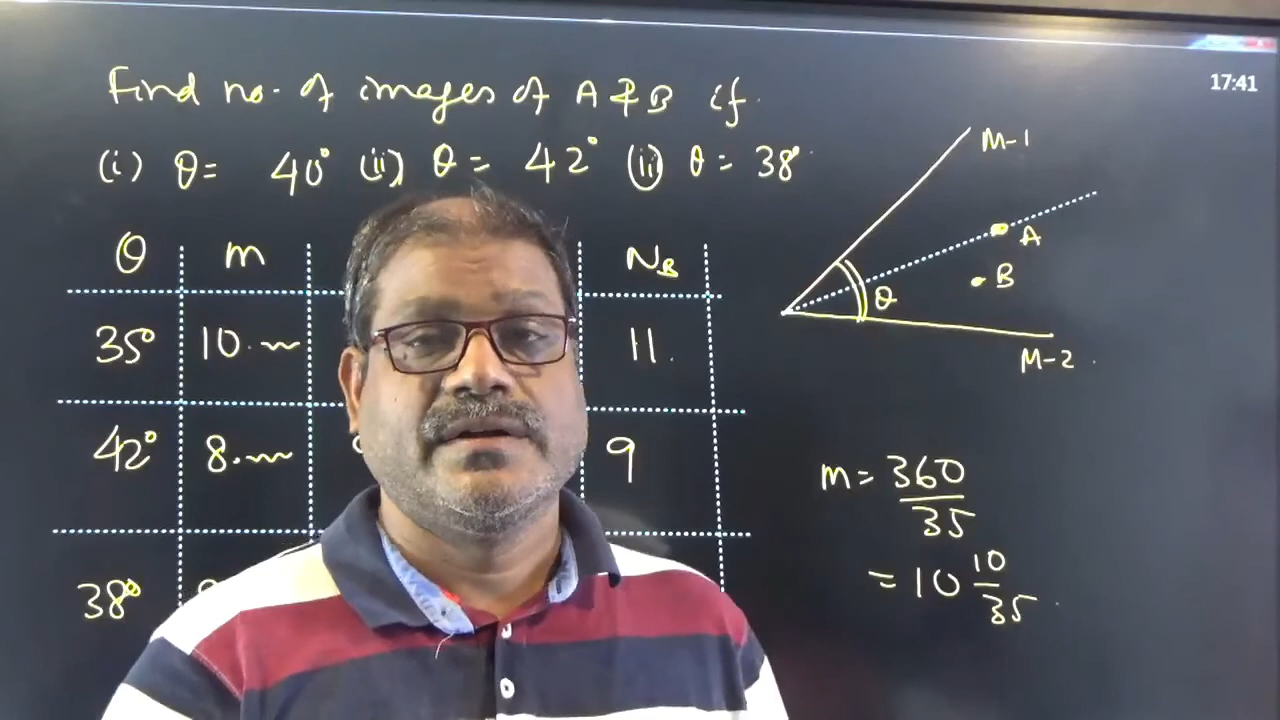 17:41
Find no. of images of A & B if.
(i) θ = 40° (ii) θ = 42° (ii) θ = 38°
M-1
A
B
θ
M-2
θ m N_B
35° 10. 11.
42° 8. 9
38°
m = 360/35
= 10 10/35.